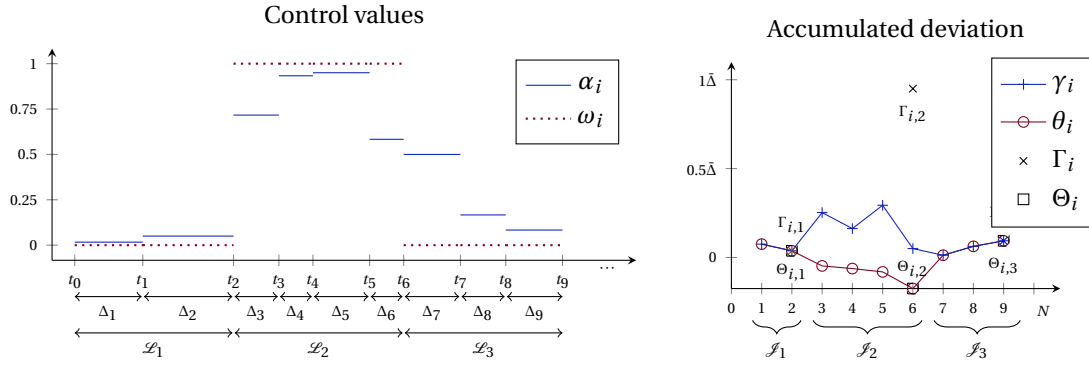 Control values
1
0.75
0.5
0.25
0
α_i
ω_i
t_0 t_1 t_2 t_3 t_4 t_5 t_6 t_7 t_8 t_9 ...
Δ_1 Δ_2 Δ_3 Δ_4 Δ_5 Δ_6 Δ_7 Δ_8 Δ_9
ℒ_1 ℒ_2 ℒ_3
Accumulated deviation
1Δ̄
0.5Δ̄
0
γ_i
θ_i
Γ_i
Θ_i
Γ_{i,2}
Γ_{i,1}
Θ_{i,1} Θ_{i,2} Θ_{i,3}
0 1 2 3 4 5 6 7 8 9 N
𝒥_1 𝒥_2 𝒥_3